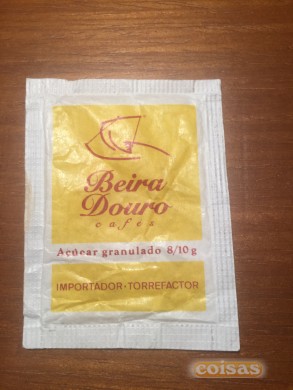 Beira
Douro
cafés
Açúcar granulado 8/10 g
IMPORTADOR - TORREFACTOR
coisas